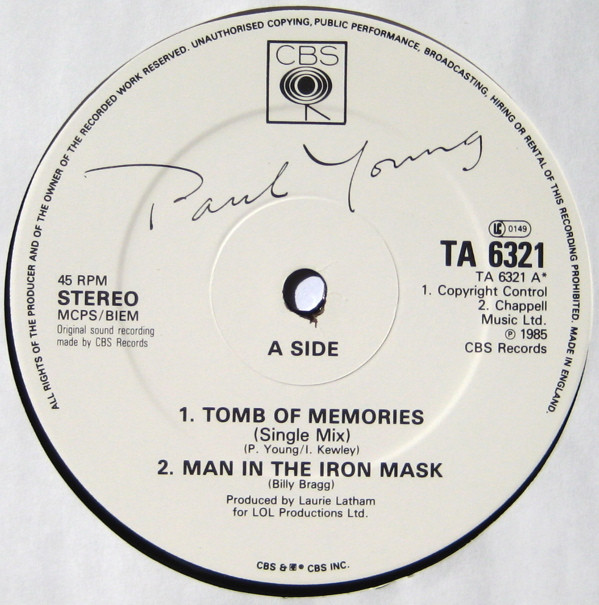 ALL RIGHTS OF THE PRODUCER AND OF THE OWNER OF THE RECORDED WORK RESERVED. UNAUTHORISED COPYING, PUBLIC PERFORMANCE, BROADCASTING, HIRING OR RENTAL OF THIS RECORDING PROHIBITED. MADE IN ENGLAND.
CBS
Paul Young
LC 0149
TA 6321
TA 6321 A*
1. Copyright Control
2. Chappell
Music Ltd.
℗ 1985
CBS Records
45 RPM
STEREO
MCPS/BIEM
Original sound recording
made by CBS Records
A SIDE
1. TOMB OF MEMORIES
(Single Mix)
(P. Young/I. Kewley)
2. MAN IN THE IRON MASK
(Billy Bragg)
Produced by Laurie Latham
for LOL Productions Ltd.
CBS & ® CBS INC.